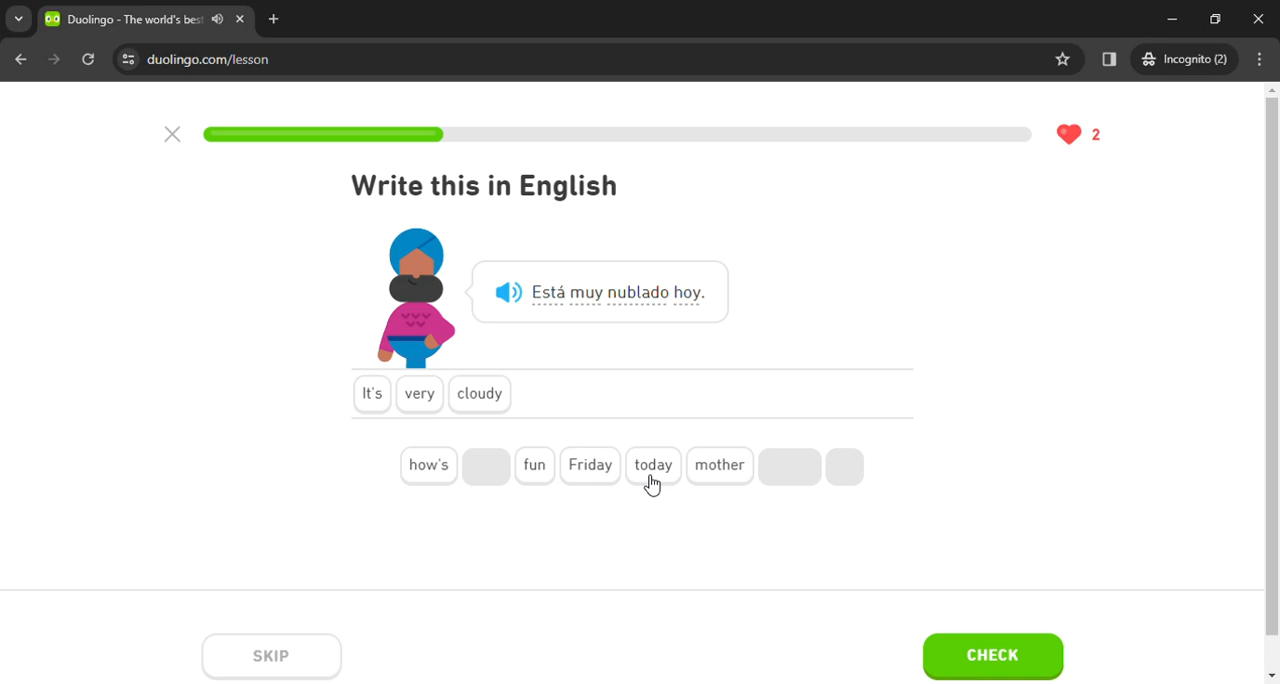 Duolingo - The world's bes
duolingo.com/lesson
Incognito (2)
2
Write this in English
Está muy nublado hoy.
It's very cloudy
how's fun Friday today mother
SKIP
CHECK